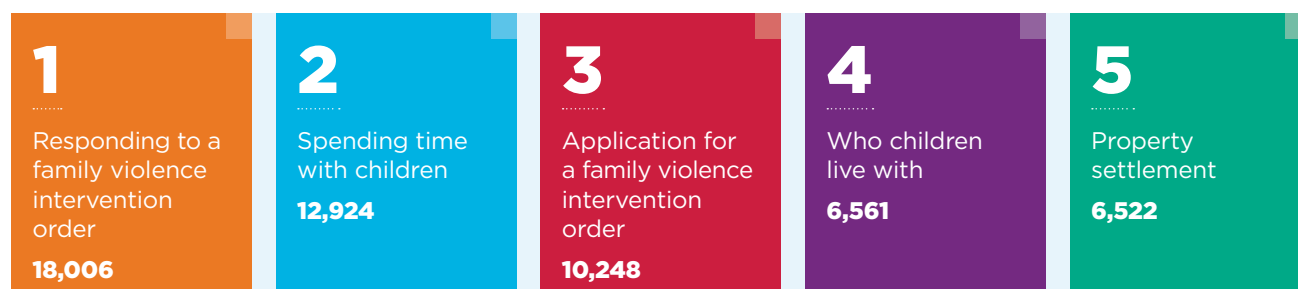 1
Responding to a
family violence
intervention
order
18,006
2
Spending time
with children
12,924
3
Application for
a family violence
intervention
order
10,248
4
Who children
live with
6,561
5
Property
settlement
6,522